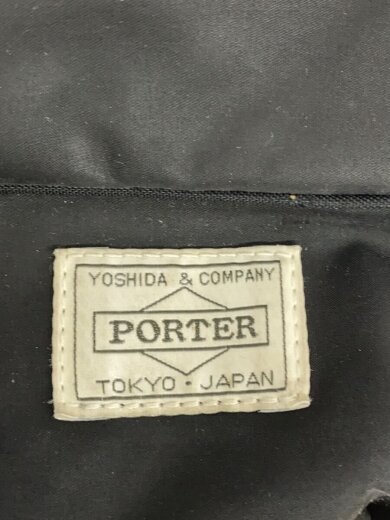 YOSHIDA & COMPANY
PORTER
TOKYO · JAPAN